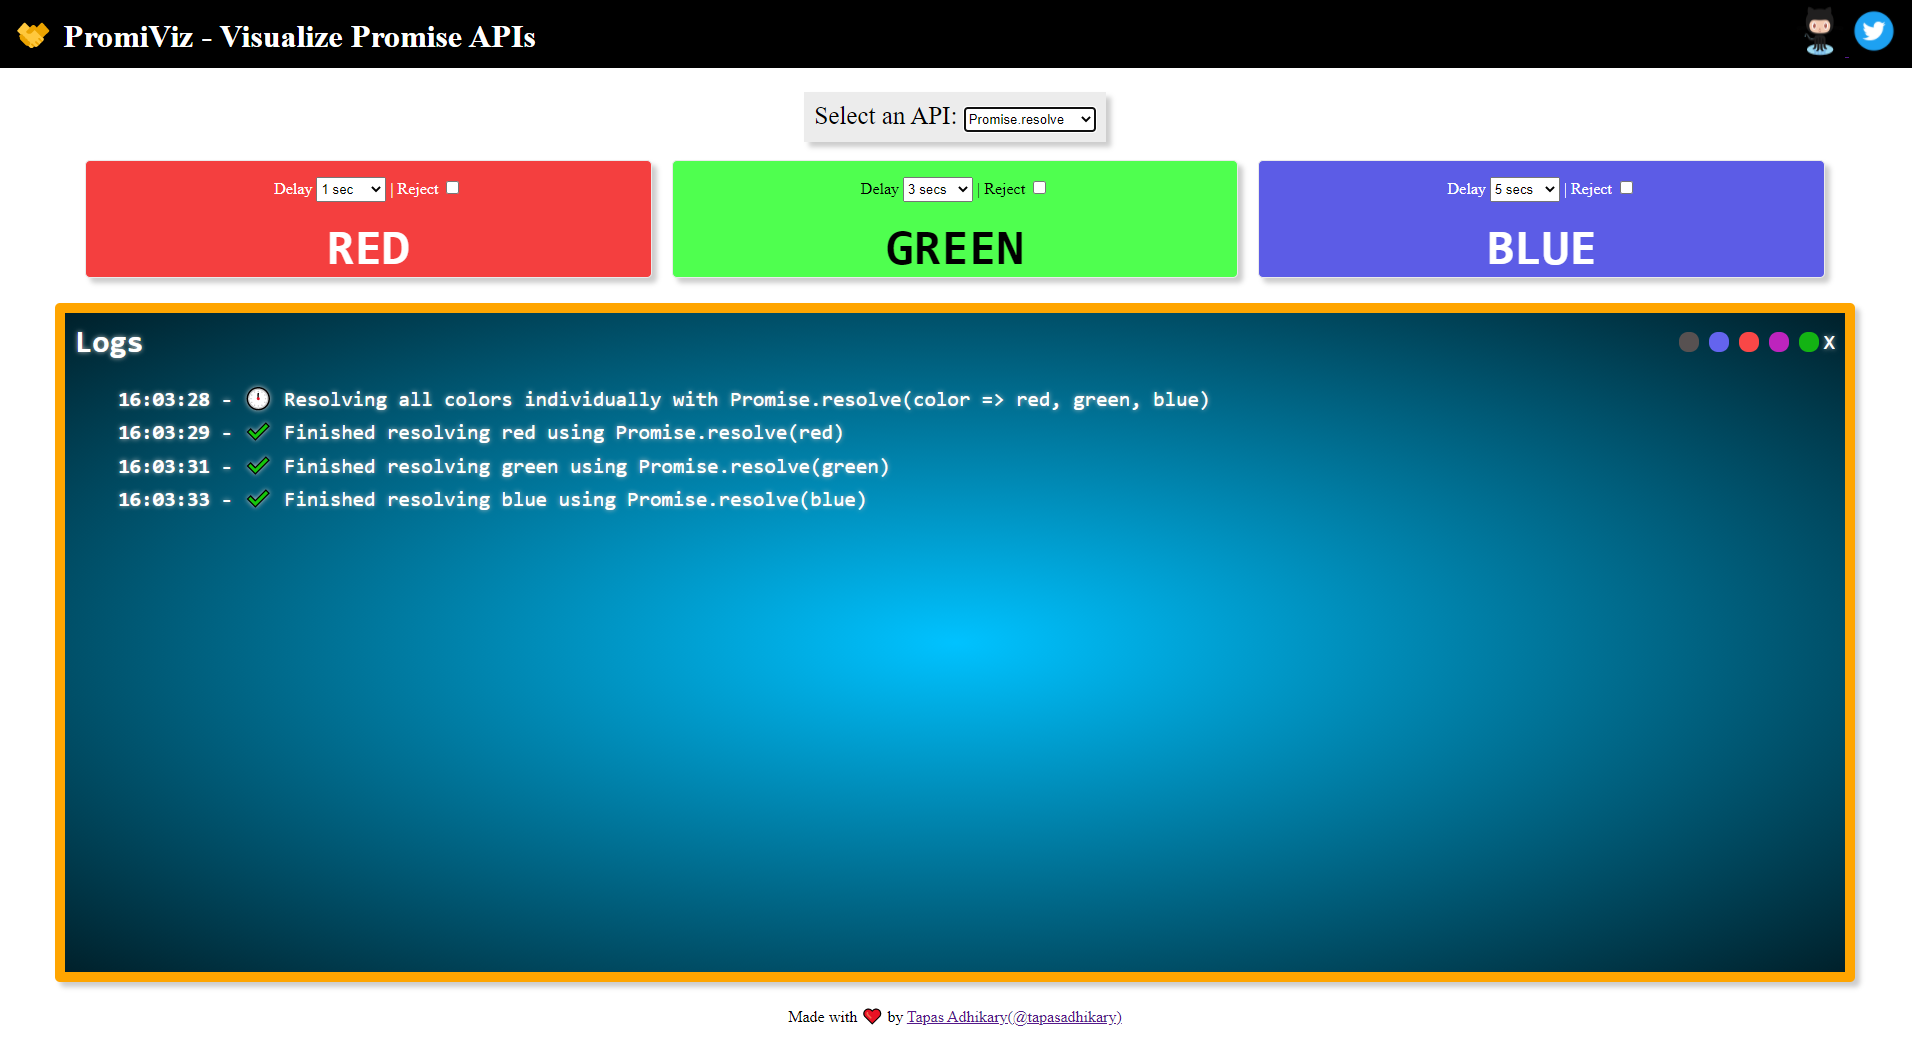 PromiViz - Visualize Promise APIs
Select an API: Promise.resolve
Delay 1 sec | Reject
RED
Delay 3 secs | Reject
GREEN
Delay 5 secs | Reject
BLUE
Logs
X
16:03:28 - Resolving all colors individually with Promise.resolve(color => red, green, blue)
16:03:29 - Finished resolving red using Promise.resolve(red)
16:03:31 - Finished resolving green using Promise.resolve(green)
16:03:33 - Finished resolving blue using Promise.resolve(blue)
Made with ❤️ by Tapas Adhikary(@tapasadhikary)